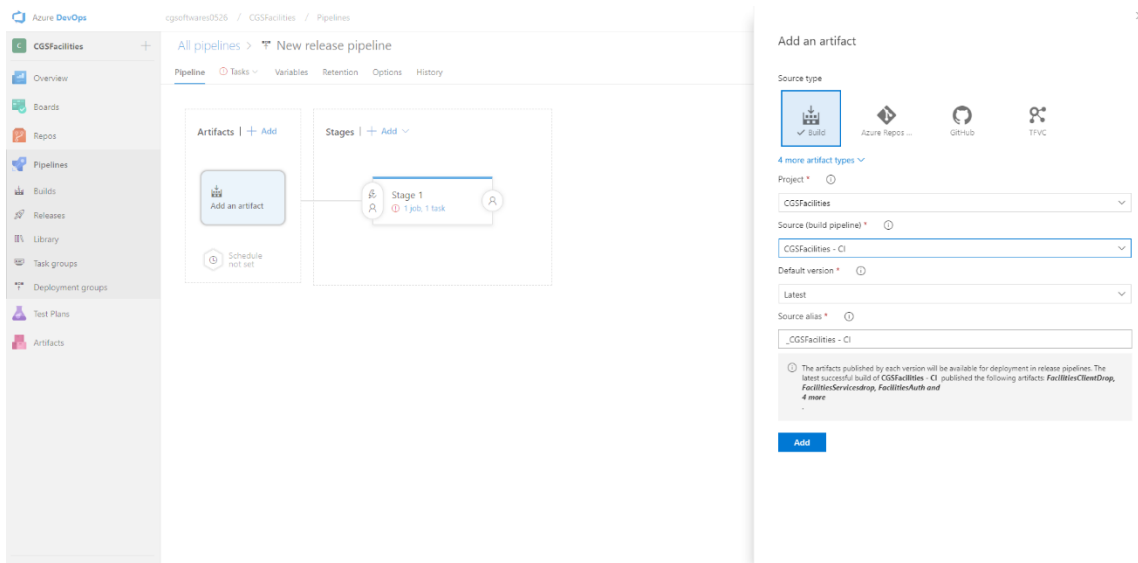 Azure DevOps
cgsoftwares0526 / CGSFacilities / Pipelines
C CGSFacilities
Overview
Boards
Repos
Pipelines
Builds
Releases
Library
Task groups
Deployment groups
Test Plans
Artifacts
All pipelines > New release pipeline
Pipeline Tasks Variables Retention Options History
Artifacts | + Add
Add an artifact
Schedule
not set
Stages | + Add
Stage 1
1 job, 1 task
Add an artifact
Source type
Build Azure Repos ... GitHub TFVC
4 more artifact types
Project *
CGSFacilities
Source (build pipeline) *
CGSFacilities - CI
Default version *
Latest
Source alias *
_CGSFacilities - CI
The artifacts published by each version will be available for deployment in release pipelines. The
latest successful build of CGSFacilities - CI published the following artifacts: FacilitiesClientDrop,
FacilitiesServicesdrop, FacilitiesAuth and
4 more
.
Add